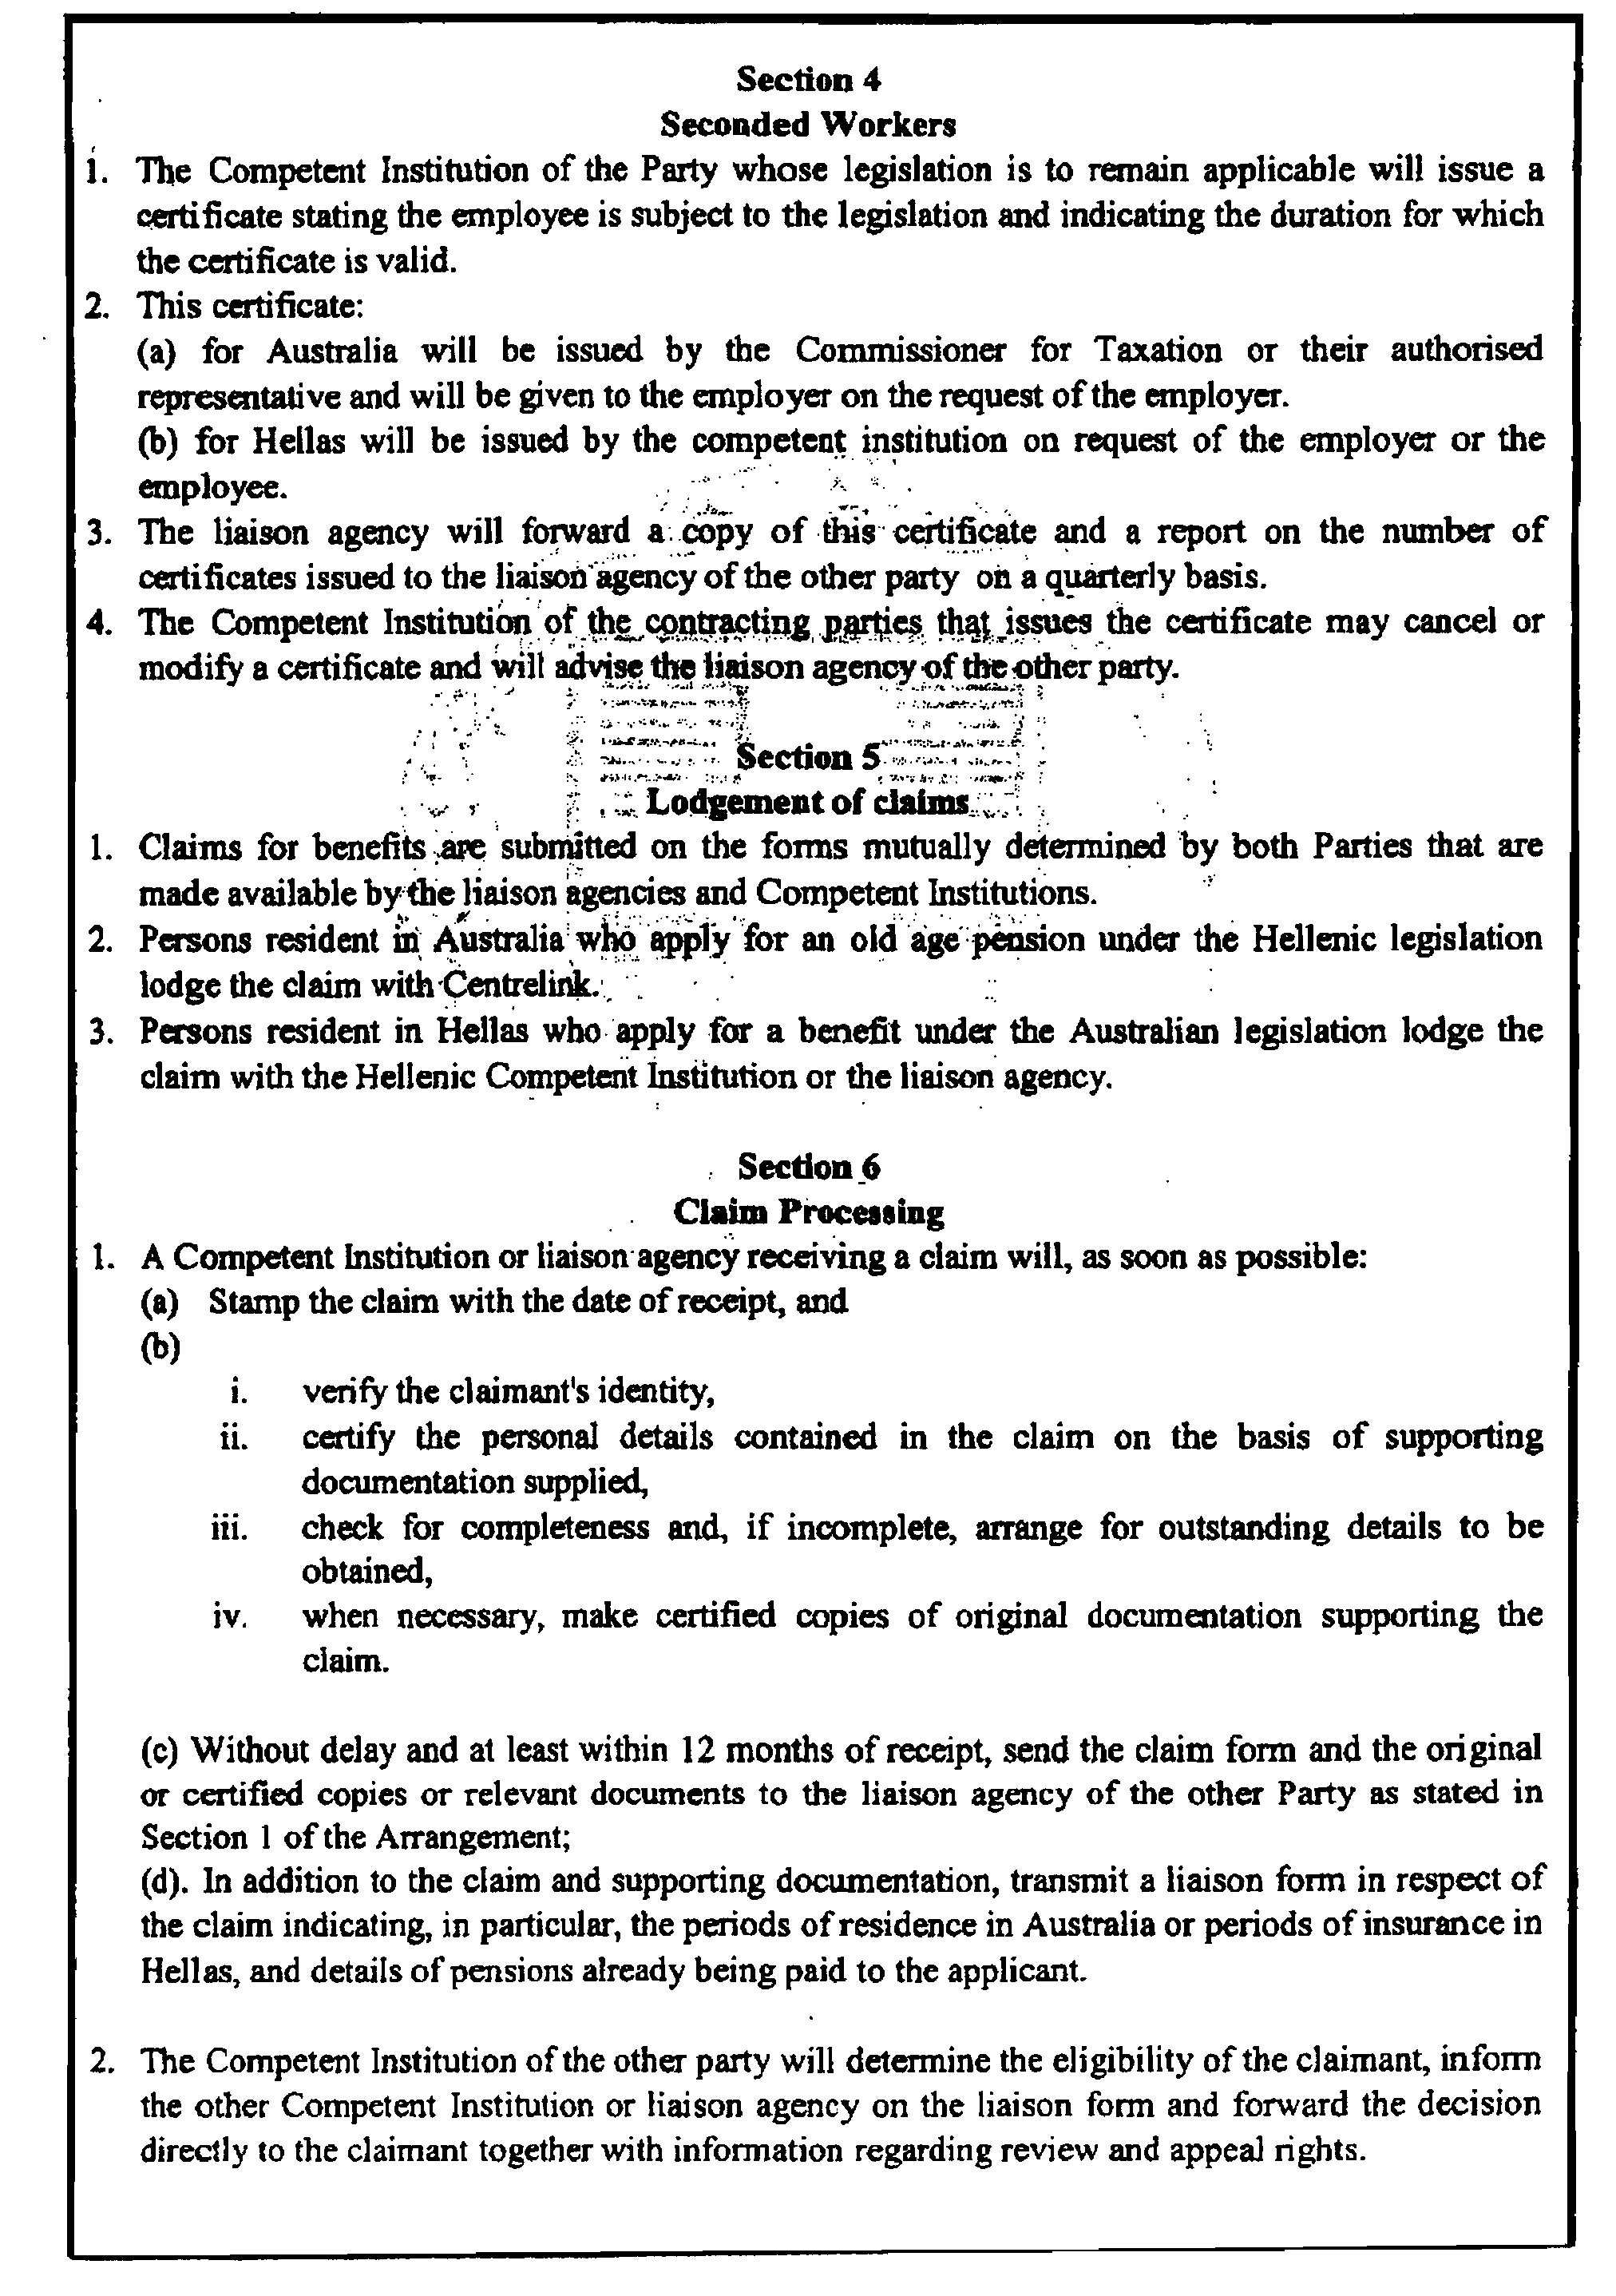 Section 4
Seconded Workers
1. The Competent Institution of the Party whose legislation is to remain applicable will issue a
certificate stating the employee is subject to the legislation and indicating the duration for which
the certificate is valid.
2. This certificate:
(a) for Australia will be issued by the Commissioner for Taxation or their authorised
representative and will be given to the employer on the request of the employer.
(b) for Hellas will be issued by the competent institution on request of the employer or the
employee.
3. The liaison agency will forward a copy of this certificate and a report on the number of
certificates issued to the liaison agency of the other party on a quarterly basis.
4. The Competent Institution of the contracting parties that issues the certificate may cancel or
modify a certificate and will advise the liaison agency of the other party.
Section 5
Lodgement of claims
1. Claims for benefits are submitted on the forms mutually determined by both Parties that are
made available by the liaison agencies and Competent Institutions.
2. Persons resident in Australia who apply for an old age pension under the Hellenic legislation
lodge the claim with Centrelink.
3. Persons resident in Hellas who apply for a benefit under the Australian legislation lodge the
claim with the Hellenic Competent Institution or the liaison agency.
Section 6
Claim Processing
1. A Competent Institution or liaison agency receiving a claim will, as soon as possible:
(a) Stamp the claim with the date of receipt, and
(b)
i. verify the claimant's identity,
ii. certify the personal details contained in the claim on the basis of supporting
documentation supplied,
iii. check for completeness and, if incomplete, arrange for outstanding details to be
obtained,
iv. when necessary, make certified copies of original documentation supporting the
claim.
(c) Without delay and at least within 12 months of receipt, send the claim form and the original
or certified copies or relevant documents to the liaison agency of the other Party as stated in
Section 1 of the Arrangement;
(d). In addition to the claim and supporting documentation, transmit a liaison form in respect of
the claim indicating, in particular, the periods of residence in Australia or periods of insurance in
Hellas, and details of pensions already being paid to the applicant.
2. The Competent Institution of the other party will determine the eligibility of the claimant, inform
the other Competent Institution or liaison agency on the liaison form and forward the decision
directly to the claimant together with information regarding review and appeal rights.